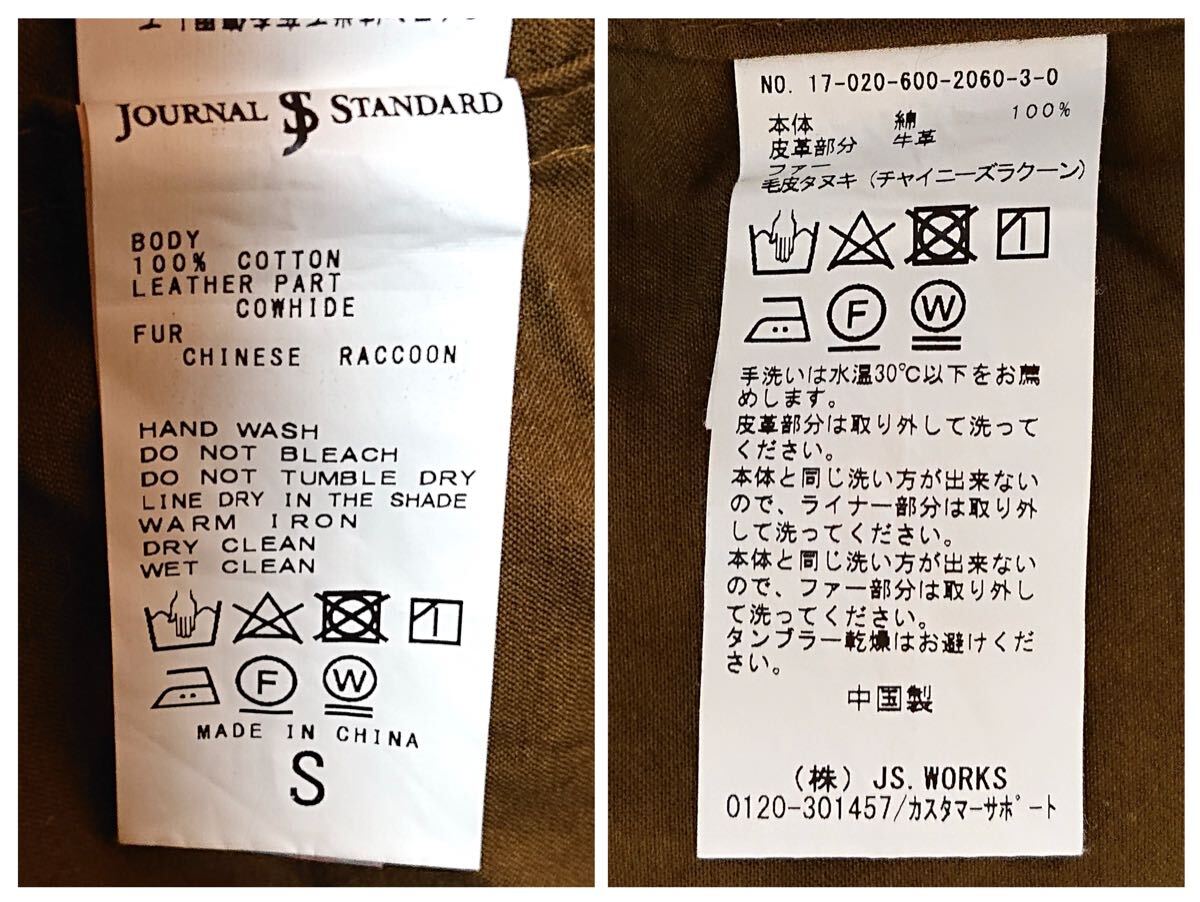 JOURNAL JS STANDARD
BODY
100% COTTON
LEATHER PART
COWHIDE
FUR
CHINESE RACCOON
HAND WASH
DO NOT BLEACH
DO NOT TUMBLE DRY
LINE DRY IN THE SHADE
WARM IRON
DRY CLEAN
WET CLEAN
F W
MADE IN CHINA
S
NO. 17-020-600-2060-3-0
本体 綿 100%
皮革部分 牛革
ファー
毛皮タヌキ(チャイニーズラクーン)
F W
手洗いは水温30℃以下をお薦
めします。
皮革部分は取り外して洗って
ください。
本体と同じ洗い方が出来ない
ので、ライナー部分は取り外
して洗ってください。
本体と同じ洗い方が出来ない
ので、ファー部分は取り外し
て洗ってください。
タンブラー乾燥はお避けくだ
さい。
中国製
(株) JS.WORKS
0120-301457/カスタマーサポート